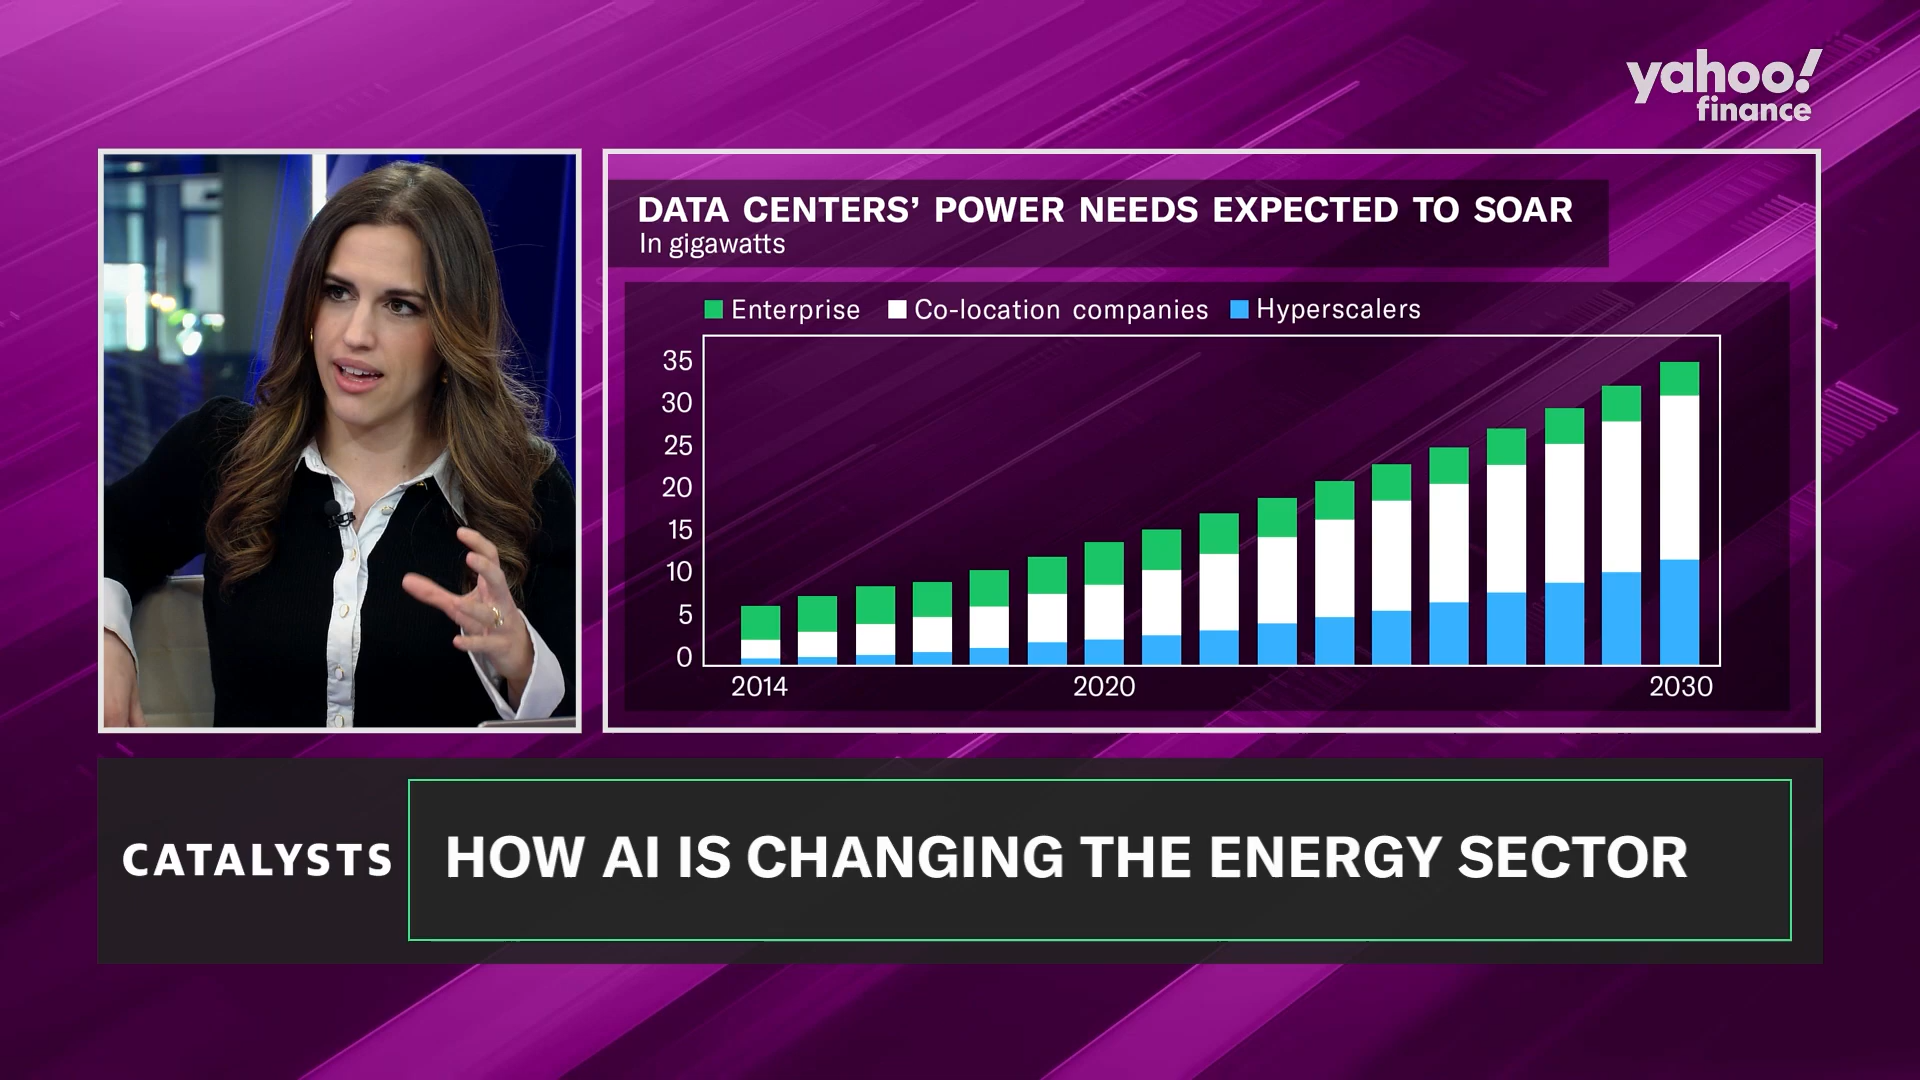 yahoo!
finance
DATA CENTERS’ POWER NEEDS EXPECTED TO SOAR
In gigawatts
Enterprise Co-location companies Hyperscalers
35
30
25
20
15
10
5
0
2014 2020 2030
CATALYSTS
HOW AI IS CHANGING THE ENERGY SECTOR